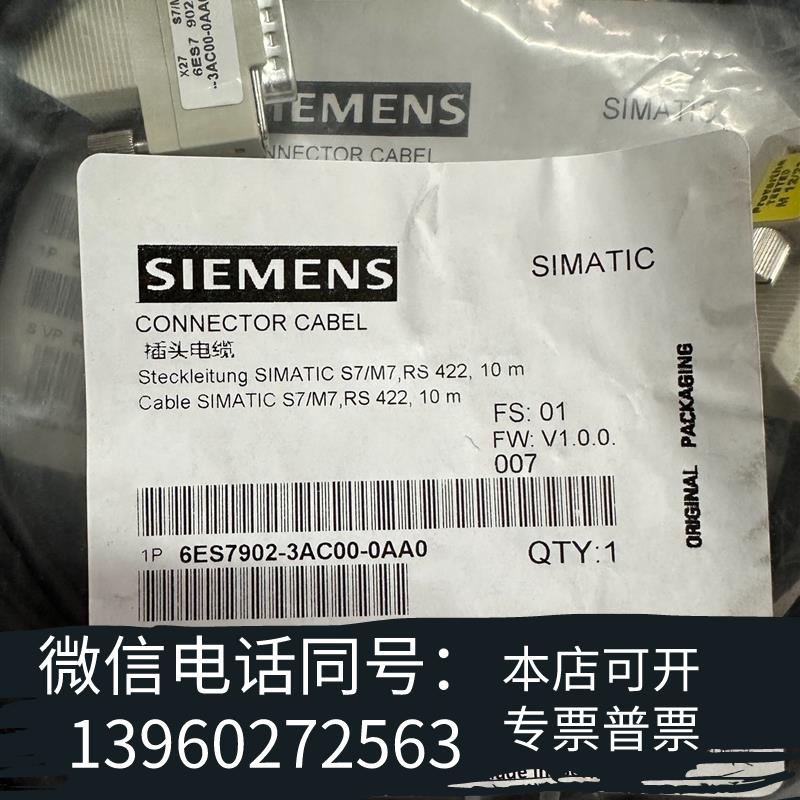 S7/M
6ES7 902
-3AC00-0AA0
X27
SIEMENS
SIMATIC
CONNECTOR CABEL
TESTED
M 12/2
SIEMENS
SIMATIC
CONNECTOR CABEL
插头电缆
Steckleitung SIMATIC S7/M7,RS 422, 10 m
Cable SIMATIC S7/M7,RS 422, 10 m
FS: 01
FW: V1.0.0.
007
ORIGINAL PACKAGING
1P 6ES7902-3AC00-0AA0
QTY:1
微信电话同号：
13960272563
本店可开
专票普票